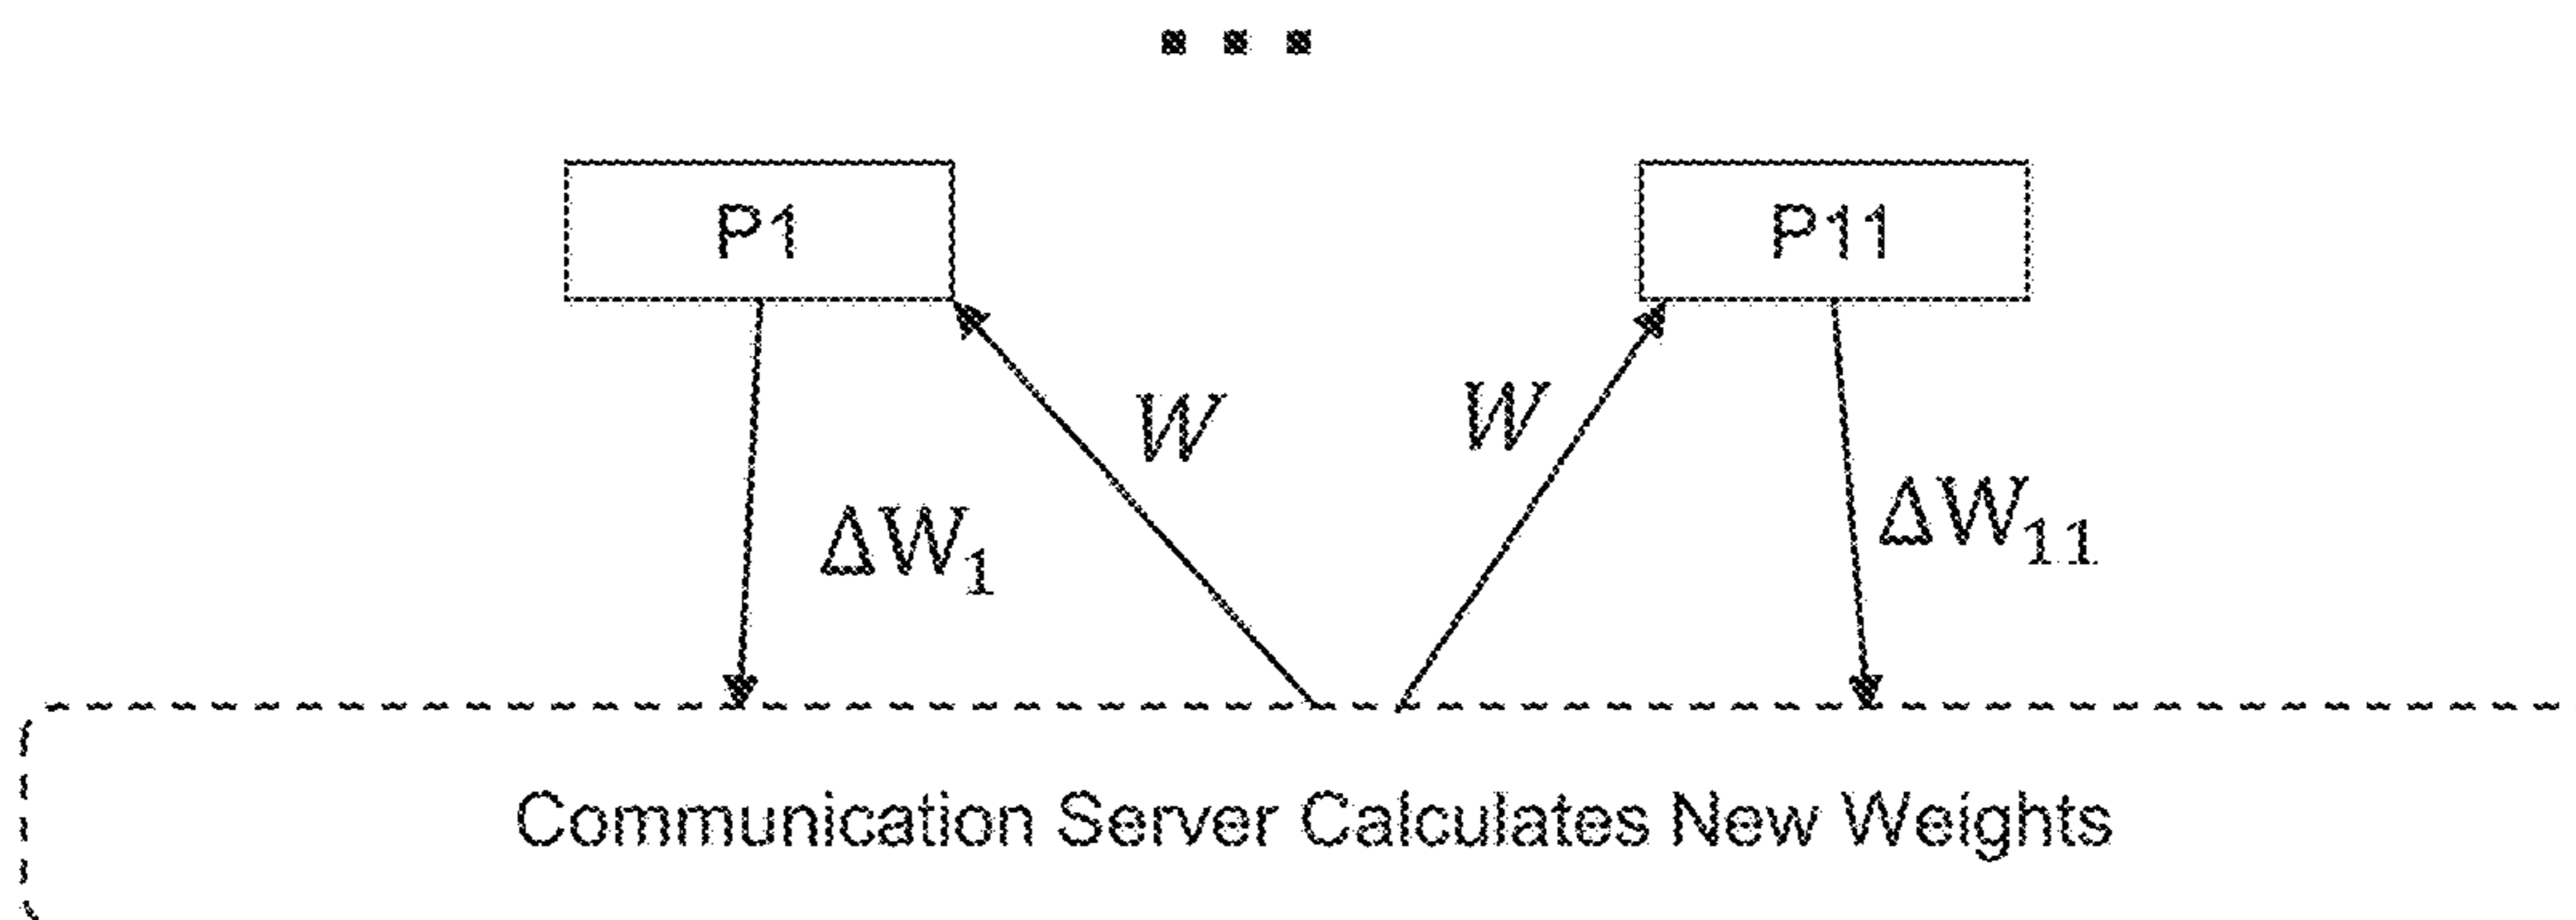 ...
P1 P11
W W
ΔW₁ ΔW₁₁
Communication Server Calculates New Weights